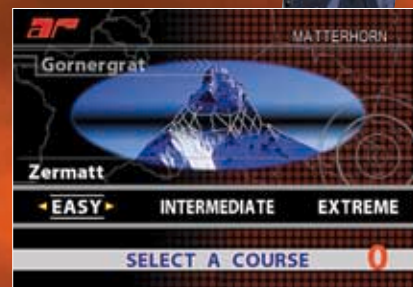 ar
MATTERHORN
Gornergrat
Zermatt
EASY INTERMEDIATE EXTREME
SELECT A COURSE 0